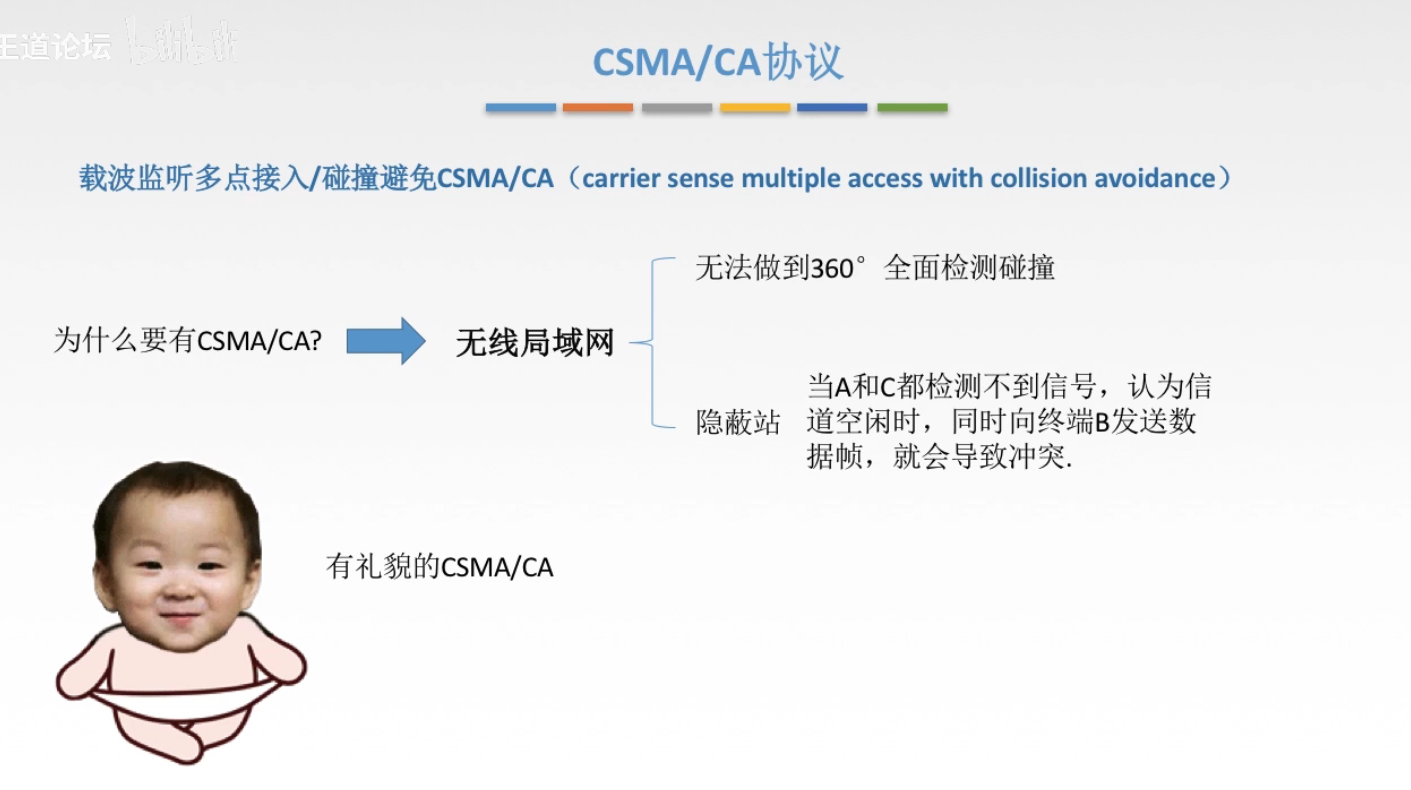 王道论坛 bilibili
CSMA/CA协议
载波监听多点接入/碰撞避免CSMA/CA（carrier sense multiple access with collision avoidance）
无法做到360°全面检测碰撞
为什么要有CSMA/CA?
无线局域网
当A和C都检测不到信号，认为信
隐蔽站 道空闲时，同时向终端B发送数
据帧，就会导致冲突.
有礼貌的CSMA/CA